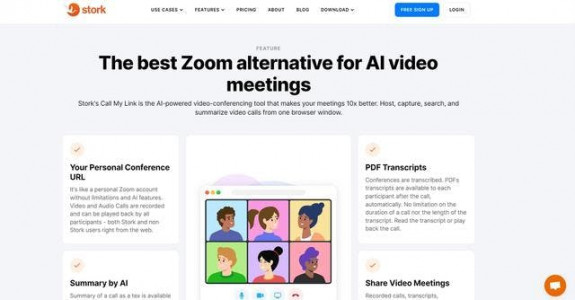 stork
USE CASES
FEATURES
PRICING
ABOUT
BLOG
DOWNLOAD
FREE SIGN UP
LOGIN
FEATURE
The best Zoom alternative for AI video
meetings
Stork's Call My Link is the AI-powered video-conferencing tool that makes your meetings 10x better. Host, capture, search, and
summarize video calls from one browser window.
Your Personal Conference
URL
It's like a personal Zoom account
without limitations and AI features.
Video and Audio Calls are recorded
and can be played back by all
participants - both Stork and non
Stork users right from the web.
PDF Transcripts
Conferences are transcribed. PDFs
transcripts are available to each
participant after the call,
automatically. No limitation on the
duration of a call nor the length of the
transcript. Read the transcript or play
back the call.
Summary by AI
Summary of a call as a tex is available
Share Video Meetings
Recorded calls, transcripts,